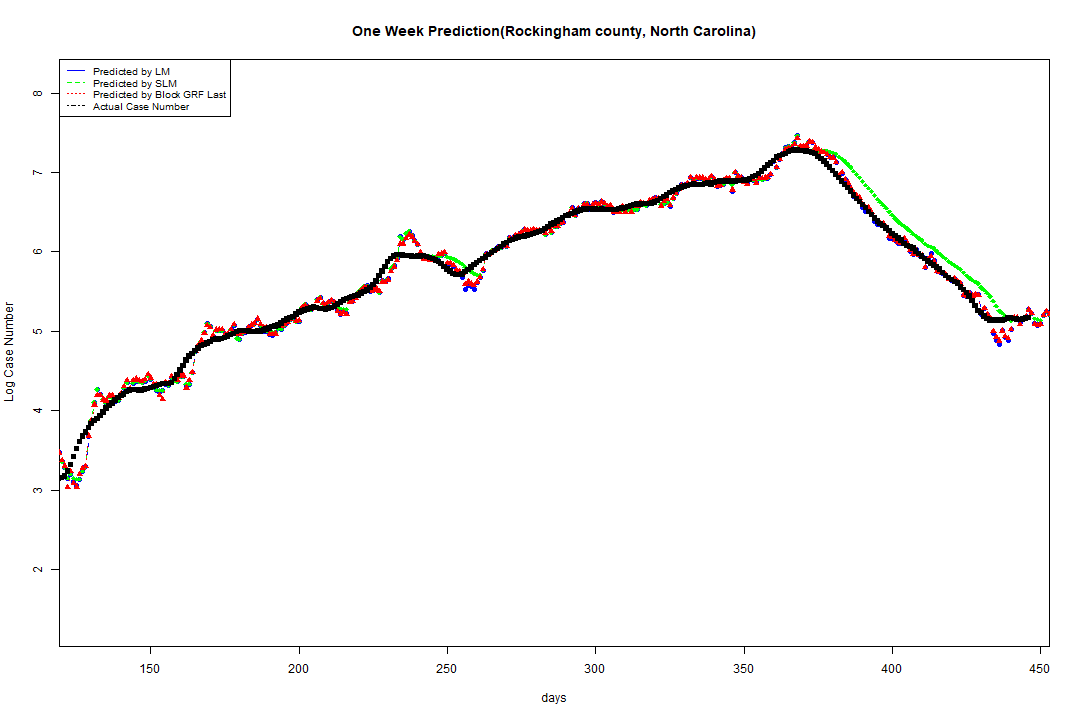 One Week Prediction(Rockingham county, North Carolina)
Predicted by LM
Predicted by SLM
Predicted by Block GRF Last
Actual Case Number
8
7
6
5
4
3
2
Log Case Number
150 200 250 300 350 400 450
days